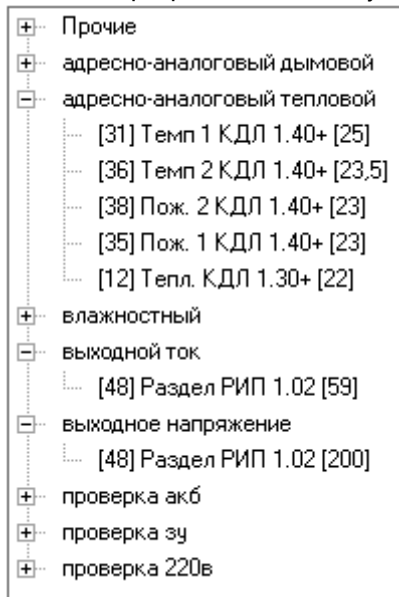 Прочие
адресно-аналоговый дымовой
адресно-аналоговый тепловой
[31] Темп 1 КДЛ 1.40+ [25]
[36] Темп 2 КДЛ 1.40+ [23,5]
[38] Пож. 2 КДЛ 1.40+ [23]
[35] Пож. 1 КДЛ 1.40+ [23]
[12] Тепл. КДЛ 1.30+ [22]
влажностный
выходной ток
[48] Раздел РИП 1.02 [59]
выходное напряжение
[48] Раздел РИП 1.02 [200]
проверка акб
проверка зу
проверка 220в